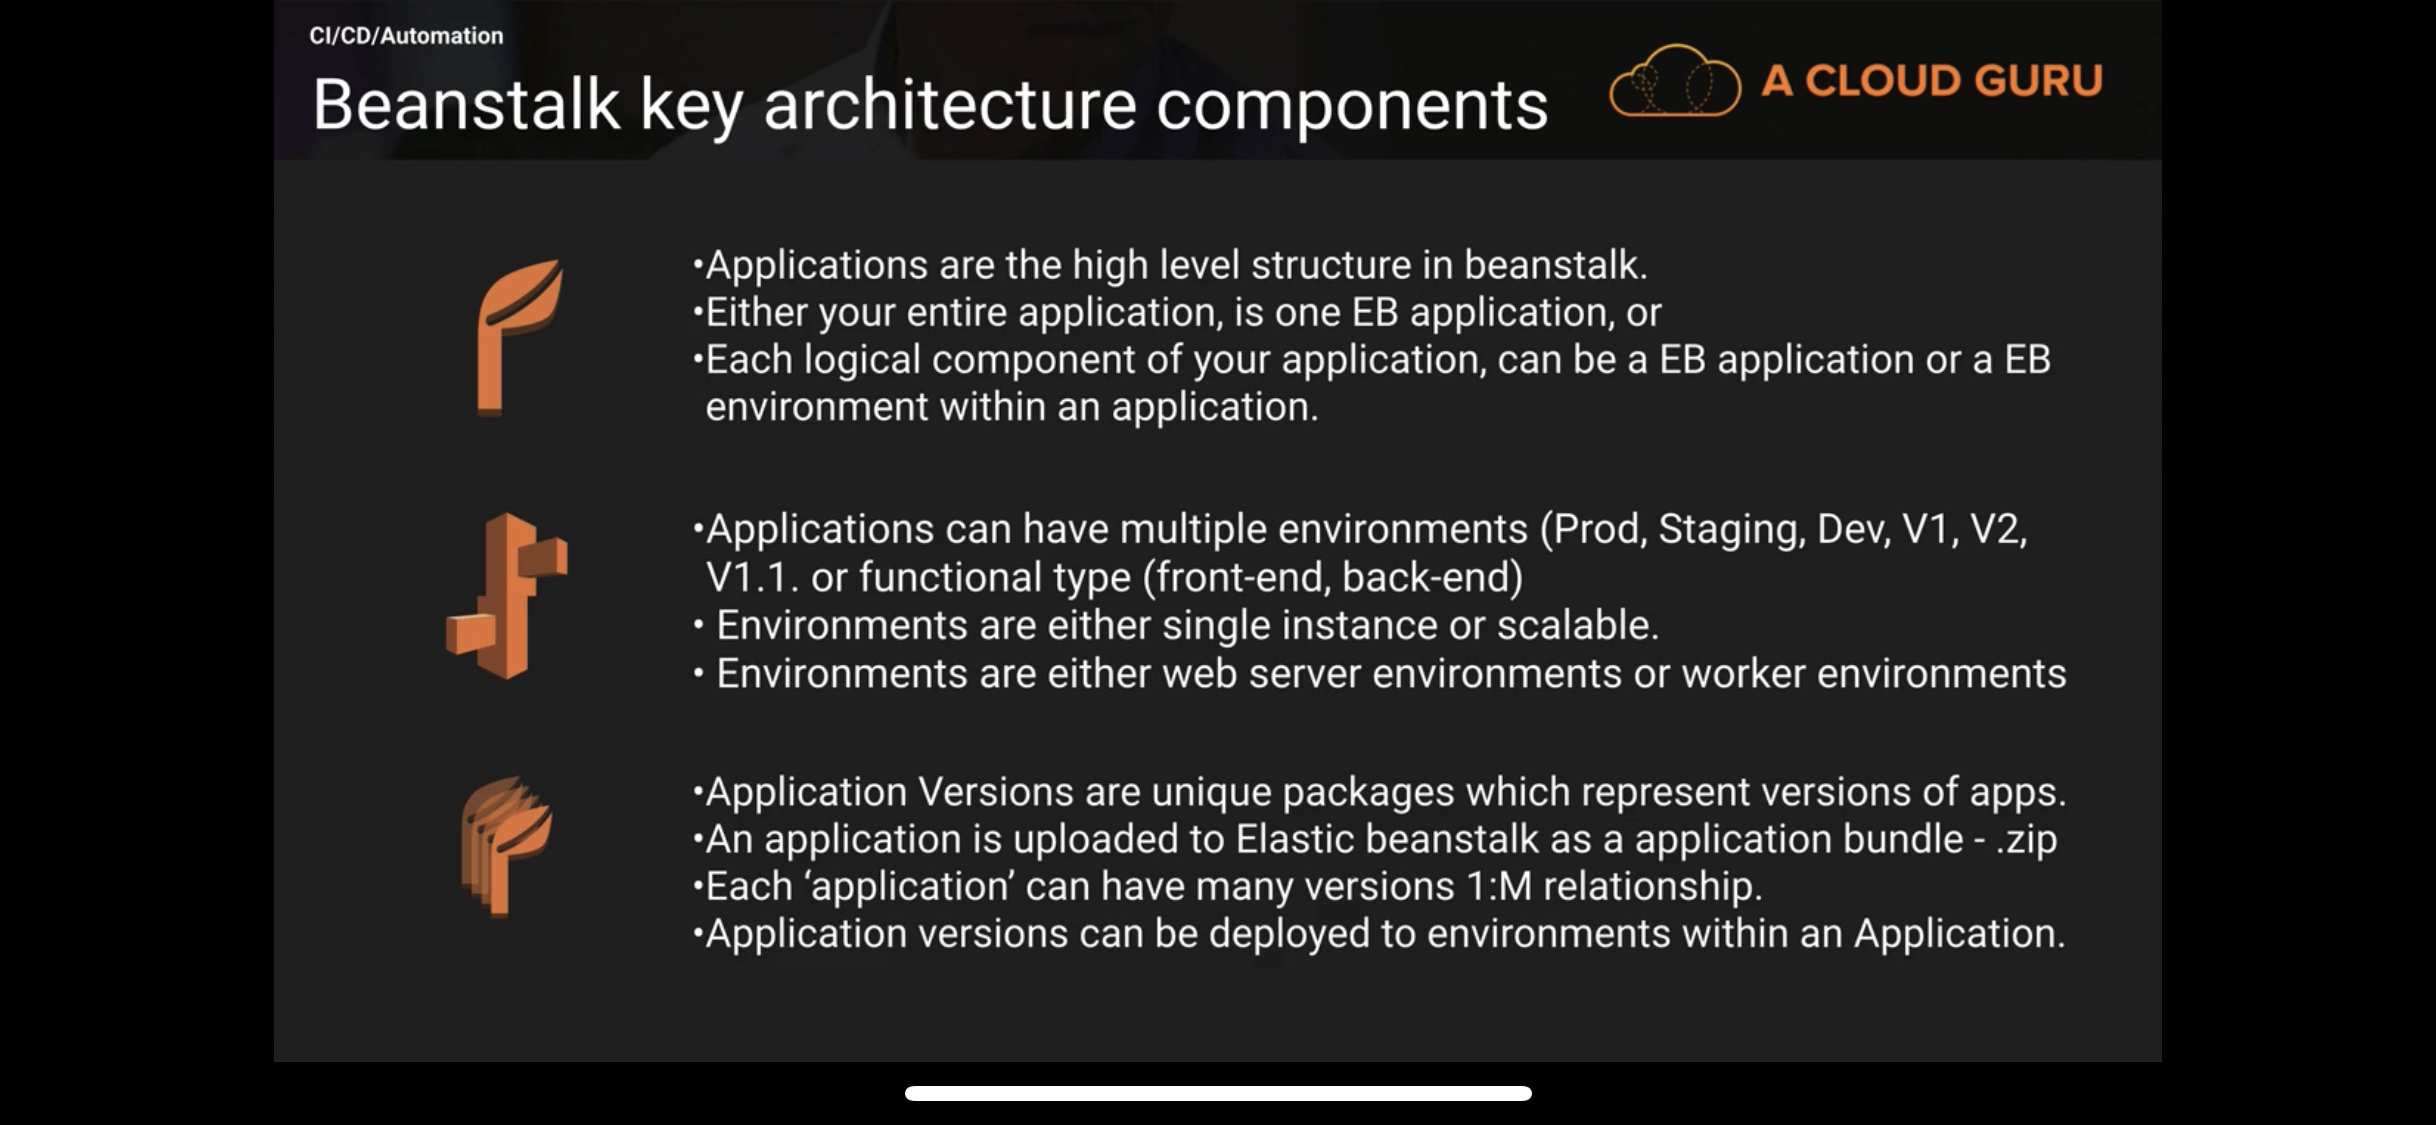 CI/CD/Automation
Beanstalk key architecture components
A CLOUD GURU
•Applications are the high level structure in beanstalk.
•Either your entire application, is one EB application, or
•Each logical component of your application, can be a EB application or a EB
environment within an application.
•Applications can have multiple environments (Prod, Staging, Dev, V1, V2,
V1.1. or functional type (front-end, back-end)
• Environments are either single instance or scalable.
• Environments are either web server environments or worker environments
•Application Versions are unique packages which represent versions of apps.
•An application is uploaded to Elastic beanstalk as a application bundle - .zip
•Each ‘application’ can have many versions 1:M relationship.
•Application versions can be deployed to environments within an Application.